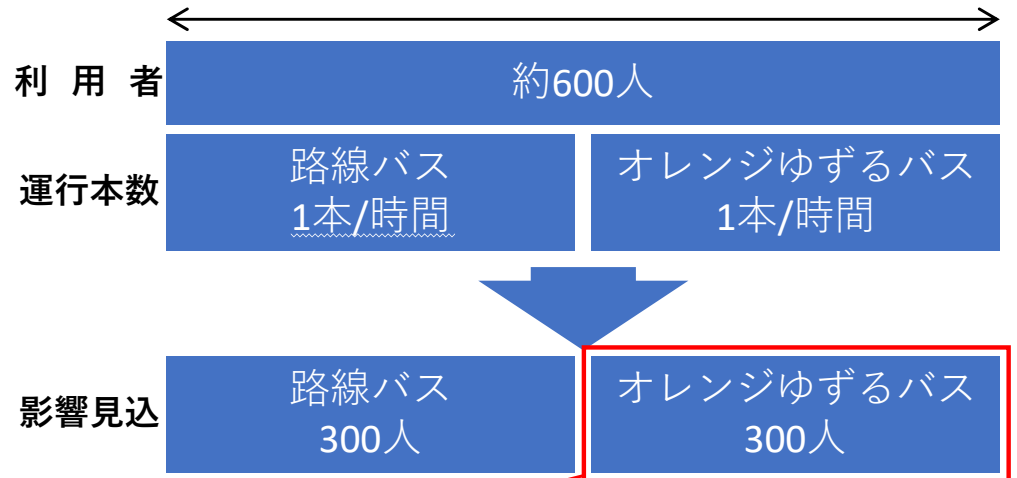 利用者
約600人
運行本数
路線バス
1本/時間
オレンジゆずるバス
1本/時間
影響見込
路線バス
300人
オレンジゆずるバス
300人